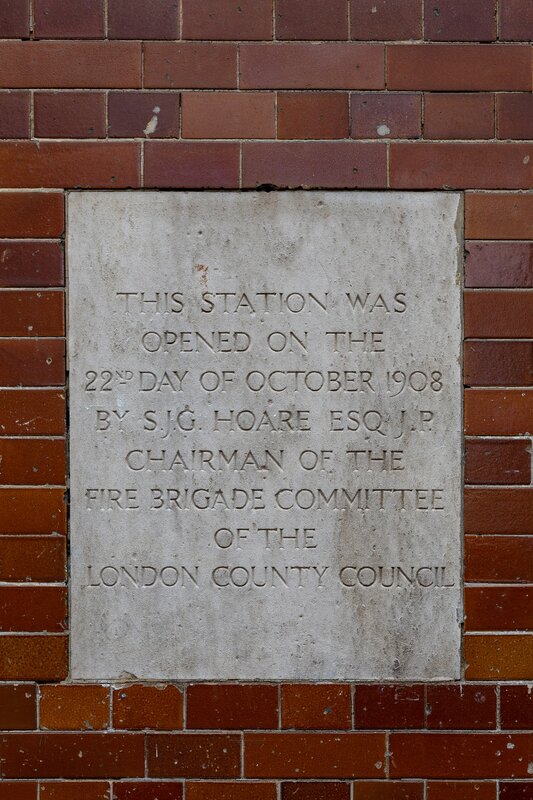 THIS STATION WAS
OPENED ON THE
22ND DAY OF OCTOBER 1908
BY S.J.G. HOARE ESQ J.P.
CHAIRMAN OF THE
FIRE BRIGADE COMMITTEE
OF THE
LONDON COUNTY COUNCIL